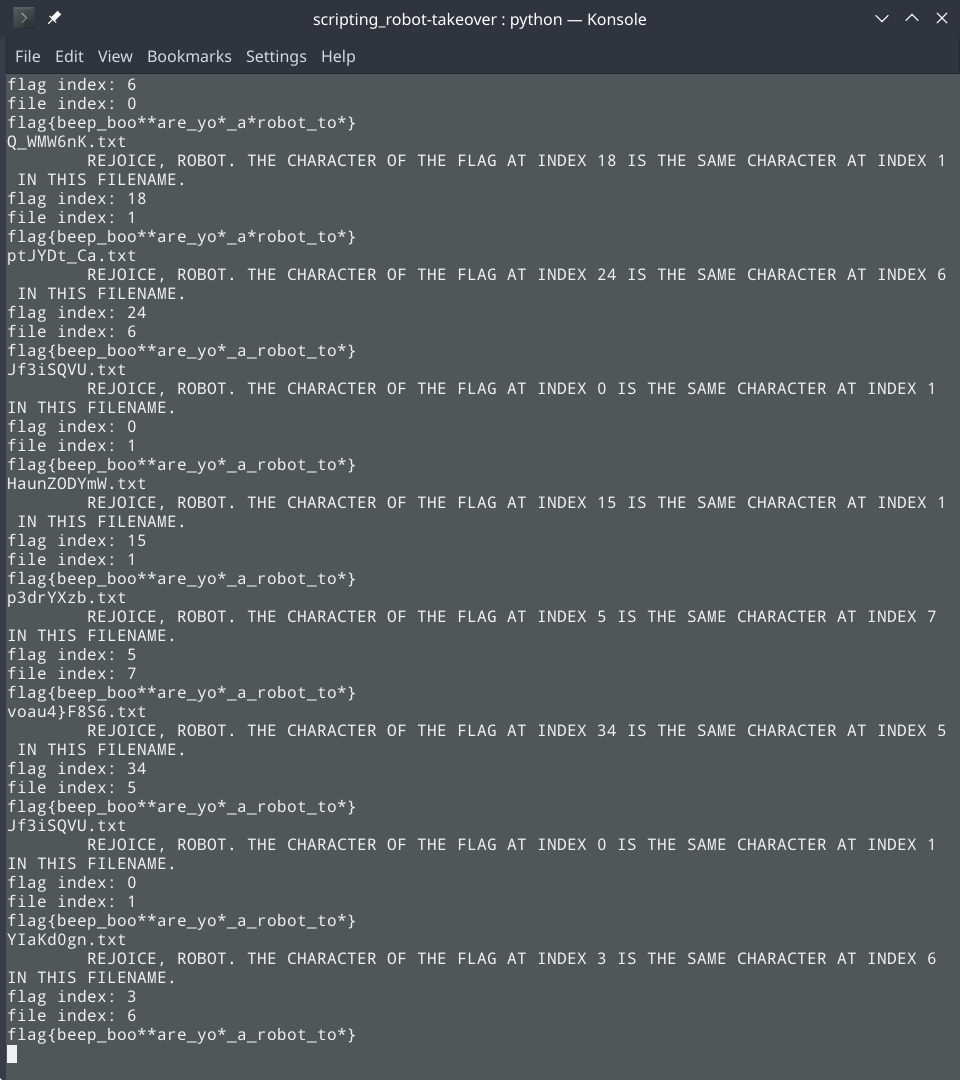 scripting_robot-takeover : python — Konsole
File Edit View Bookmarks Settings Help
flag index: 6
file index: 0
flag{beep_boo**are_yo*_a*robot_to*}
Q_WMW6nK.txt
REJOICE, ROBOT. THE CHARACTER OF THE FLAG AT INDEX 18 IS THE SAME CHARACTER AT INDEX 1
IN THIS FILENAME.
flag index: 18
file index: 1
flag{beep_boo**are_yo*_a*robot_to*}
ptJYDt_Ca.txt
REJOICE, ROBOT. THE CHARACTER OF THE FLAG AT INDEX 24 IS THE SAME CHARACTER AT INDEX 6
IN THIS FILENAME.
flag index: 24
file index: 6
flag{beep_boo**are_yo*_a_robot_to*}
Jf3iSQVU.txt
REJOICE, ROBOT. THE CHARACTER OF THE FLAG AT INDEX 0 IS THE SAME CHARACTER AT INDEX 1
IN THIS FILENAME.
flag index: 0
file index: 1
flag{beep_boo**are_yo*_a_robot_to*}
HaunZODYmW.txt
REJOICE, ROBOT. THE CHARACTER OF THE FLAG AT INDEX 15 IS THE SAME CHARACTER AT INDEX 1
IN THIS FILENAME.
flag index: 15
file index: 1
flag{beep_boo**are_yo*_a_robot_to*}
p3drYXzb.txt
REJOICE, ROBOT. THE CHARACTER OF THE FLAG AT INDEX 5 IS THE SAME CHARACTER AT INDEX 7
IN THIS FILENAME.
flag index: 5
file index: 7
flag{beep_boo**are_yo*_a_robot_to*}
voau4}F8S6.txt
REJOICE, ROBOT. THE CHARACTER OF THE FLAG AT INDEX 34 IS THE SAME CHARACTER AT INDEX 5
IN THIS FILENAME.
flag index: 34
file index: 5
flag{beep_boo**are_yo*_a_robot_to*}
Jf3iSQVU.txt
REJOICE, ROBOT. THE CHARACTER OF THE FLAG AT INDEX 0 IS THE SAME CHARACTER AT INDEX 1
IN THIS FILENAME.
flag index: 0
file index: 1
flag{beep_boo**are_yo*_a_robot_to*}
YIaKdOgn.txt
REJOICE, ROBOT. THE CHARACTER OF THE FLAG AT INDEX 3 IS THE SAME CHARACTER AT INDEX 6
IN THIS FILENAME.
flag index: 3
file index: 6
flag{beep_boo**are_yo*_a_robot_to*}